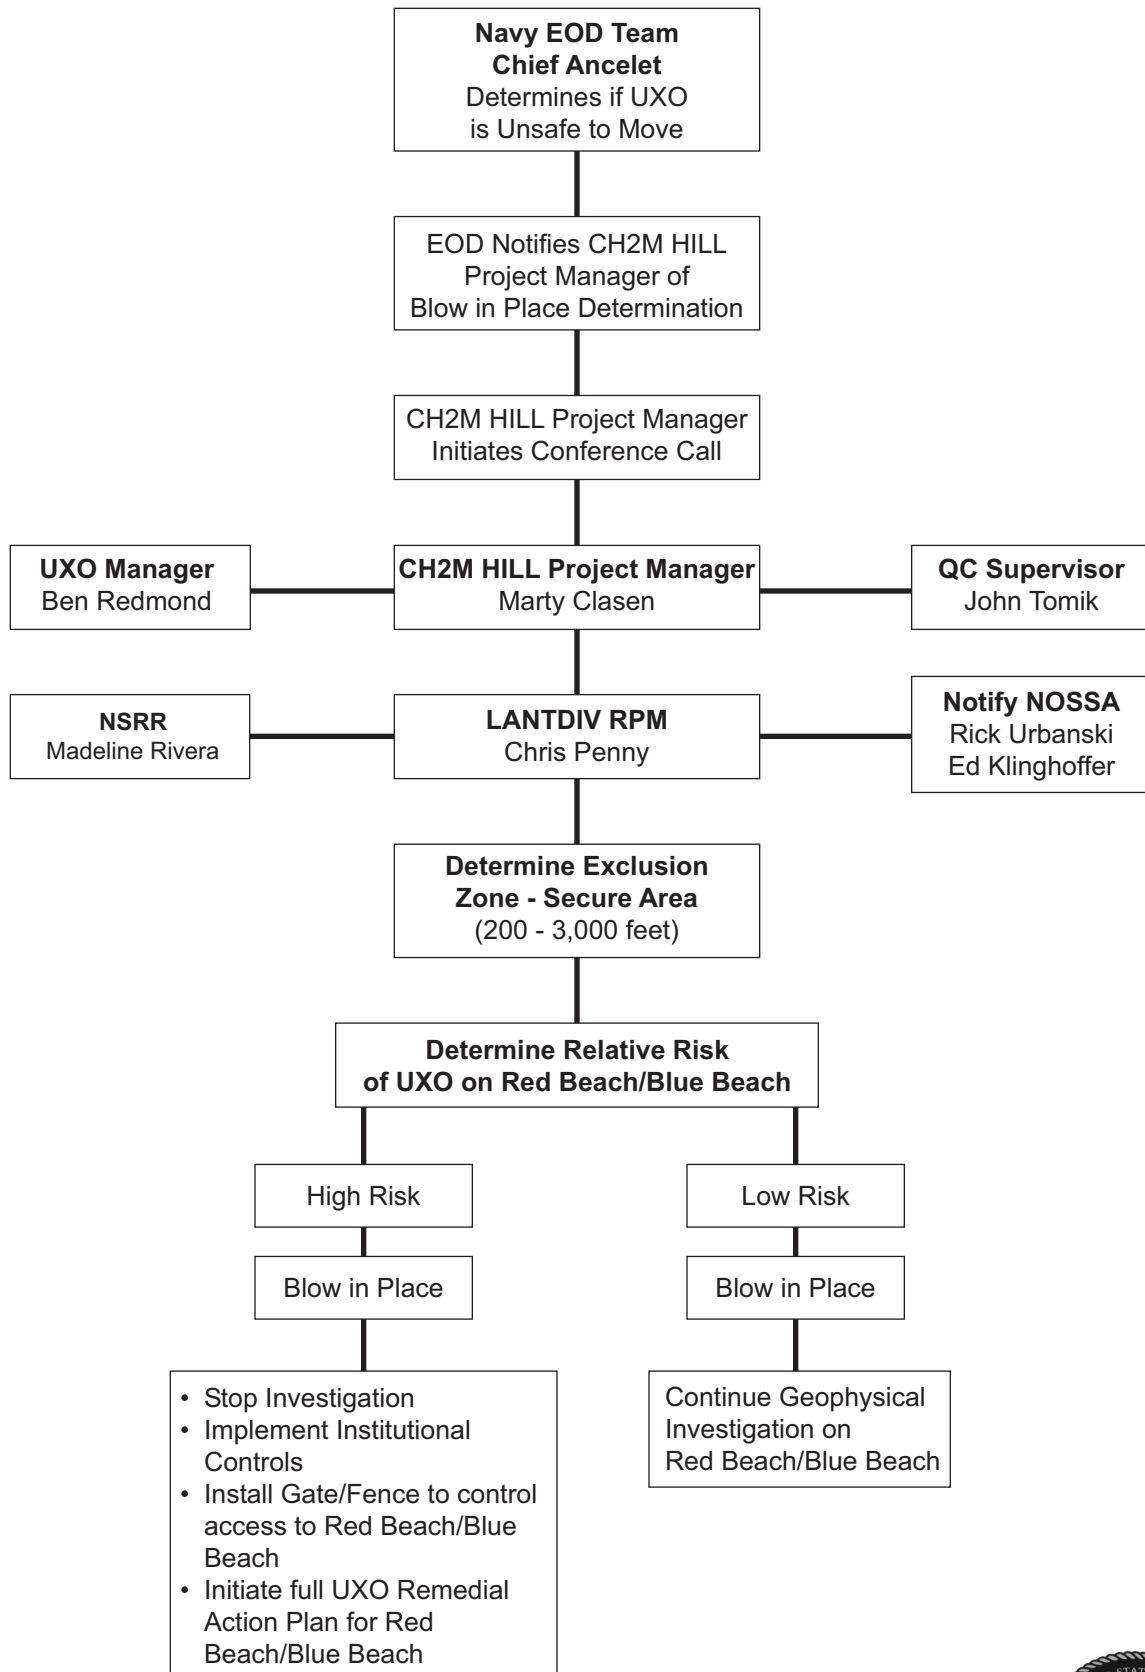 Navy EOD Team
Chief Ancelet
Determines if UXO
is Unsafe to Move
EOD Notifies CH2M HILL
Project Manager of
Blow in Place Determination
CH2M HILL Project Manager
Initiates Conference Call
UXO Manager
Ben Redmond
CH2M HILL Project Manager
Marty Clasen
QC Supervisor
John Tomik
NSRR
Madeline Rivera
LANTDIV RPM
Chris Penny
Notify NOSSA
Rick Urbanski
Ed Klinghoffer
Determine Exclusion
Zone - Secure Area
(200 - 3,000 feet)
Determine Relative Risk
of UXO on Red Beach/Blue Beach
High Risk
Low Risk
Blow in Place
Blow in Place
• Stop Investigation
• Implement Institutional
Controls
• Install Gate/Fence to control
access to Red Beach/Blue
Beach
• Initiate full UXO Remedial
Action Plan for Red
Beach/Blue Beach
Continue Geophysical
Investigation on
Red Beach/Blue Beach